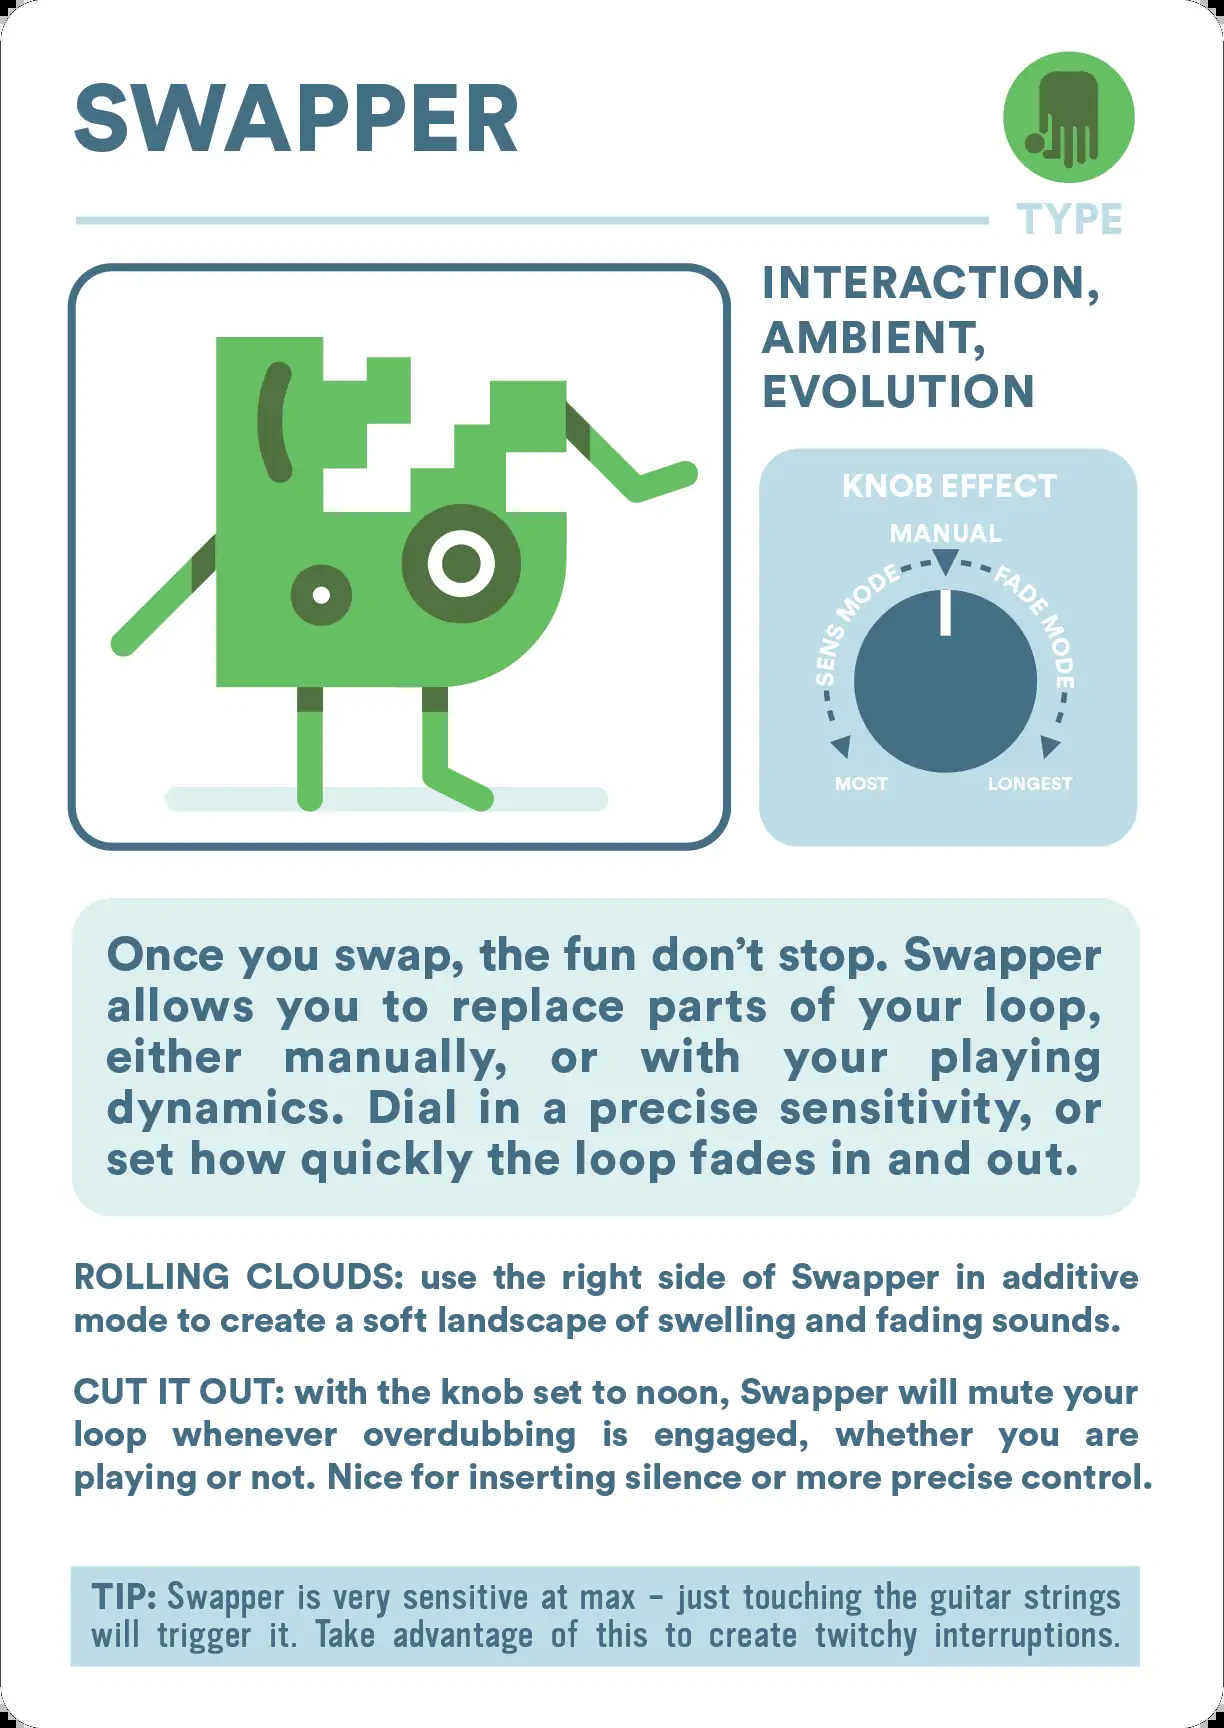 SWAPPER
TYPE
INTERACTION,
AMBIENT,
EVOLUTION
KNOB EFFECT
MANUAL
SENS MODE
FADE MODE
MOST
LONGEST
Once you swap, the fun don’t stop. Swapper
allows you to replace parts of your loop,
either manually, or with your playing
dynamics. Dial in a precise sensitivity, or
set how quickly the loop fades in and out.
ROLLING CLOUDS: use the right side of Swapper in additive
mode to create a soft landscape of swelling and fading sounds.
CUT IT OUT: with the knob set to noon, Swapper will mute your
loop whenever overdubbing is engaged, whether you are
playing or not. Nice for inserting silence or more precise control.
TIP: Swapper is very sensitive at max – just touching the guitar strings
will trigger it. Take advantage of this to create twitchy interruptions.